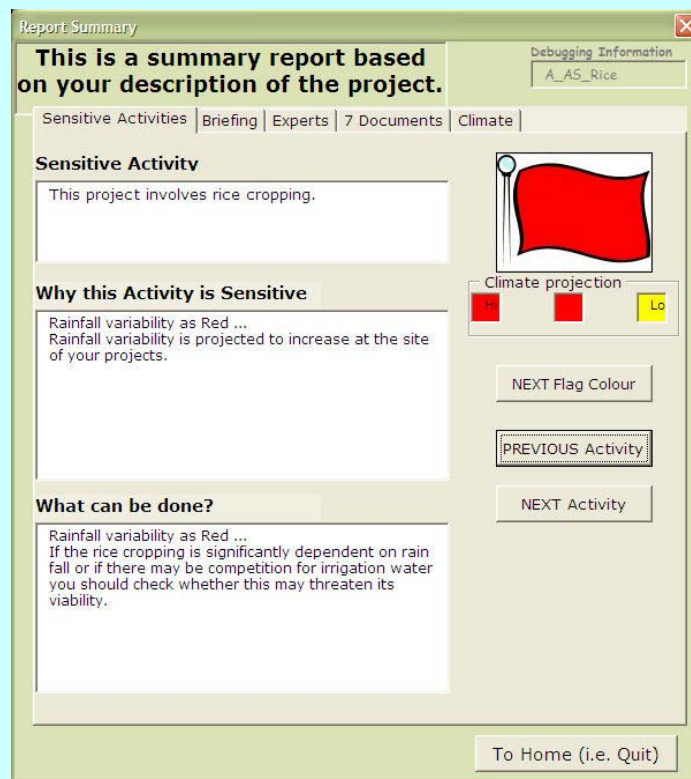 Report Summary
This is a summary report based
on your description of the project.
Debugging Information
A_AS_Rice
Sensitive Activities
Briefing
Experts
7 Documents
Climate
Sensitive Activity
This project involves rice cropping.
Why this Activity is Sensitive
Rainfall variability as Red ...
Rainfall variability is projected to increase at the site
of your projects.
What can be done?
Rainfall variability as Red ...
If the rice cropping is significantly dependent on rain
fall or if there may be competition for irrigation water
you should check whether this may threaten its
viability.
Climate projection
Hi
Lo
NEXT Flag Colour
PREVIOUS Activity
NEXT Activity
To Home (i.e. Quit)